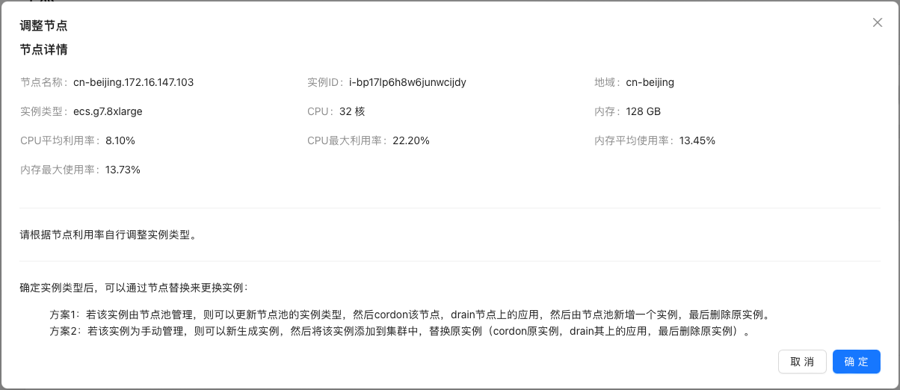 调整节点
节点详情
节点名称：cn-beijing.172.16.147.103 实例ID：i-bp17lp6h8w6junwcijdy 地域：cn-beijing
实例类型：ecs.g7.8xlarge CPU：32 核 内存：128 GB
CPU平均利用率：8.10% CPU最大利用率：22.20% 内存平均使用率：13.45%
内存最大使用率：13.73%
请根据节点利用率自行调整实例类型。
确定实例类型后，可以通过节点替换来更换实例：
方案1：若该实例由节点池管理，则可以更新节点池的实例类型，然后cordon该节点，drain节点上的应用，然后由节点池新增一个实例，最后删除原实例。
方案2：若该实例为手动管理，则可以新生成实例，然后将该实例添加到集群中，替换原实例（cordon原实例，drain其上的应用，最后删除原实例）。
取 消 确 定